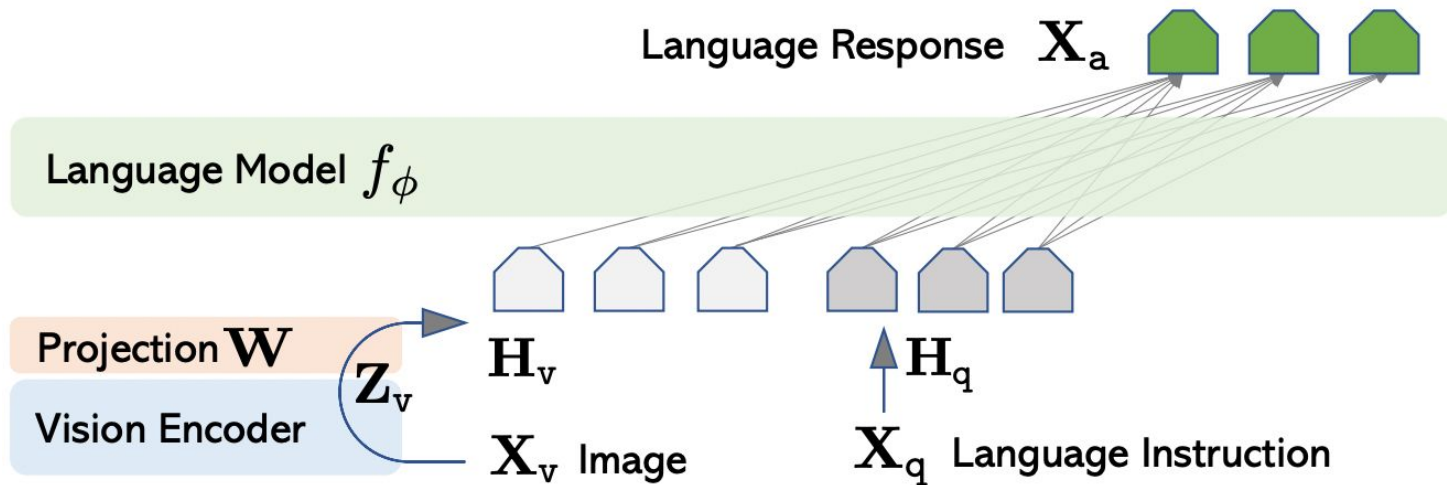 Language Response X_a
Language Model f_ϕ
Projection W
Z_v
H_v
H_q
Vision Encoder
X_v Image
X_q Language Instruction